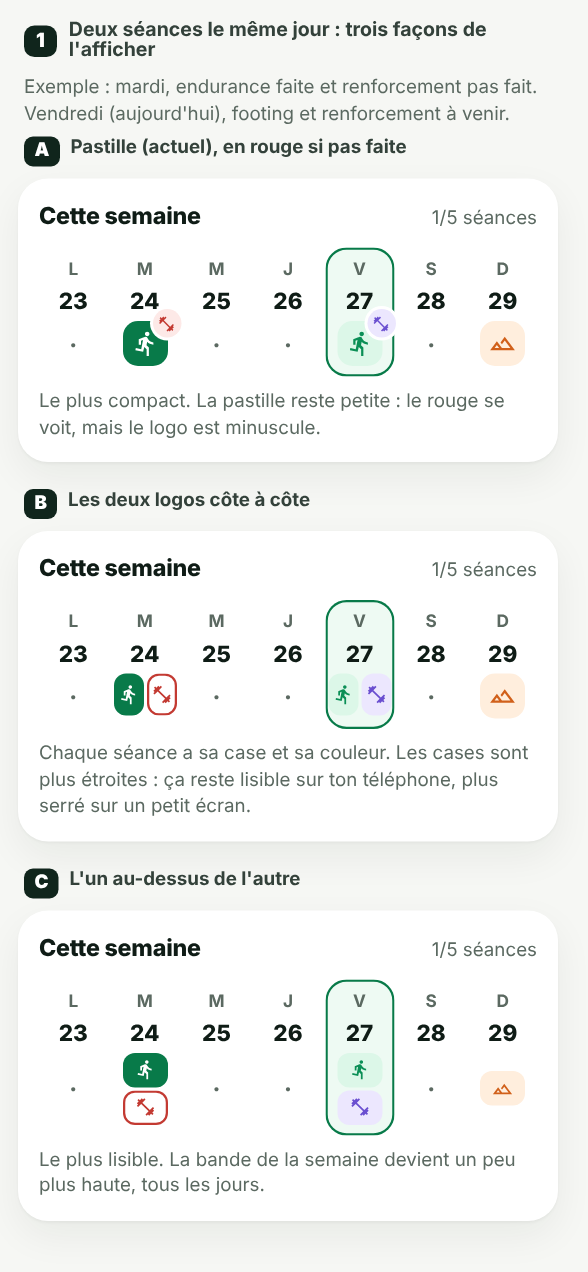 1 Deux séances le même jour : trois façons de
l'afficher
Exemple : mardi, endurance faite et renforcement pas fait.
Vendredi (aujourd'hui), footing et renforcement à venir.
A Pastille (actuel), en rouge si pas faite
Cette semaine 1/5 séances
L M M J V S D
23 24 25 26 27 28 29
Le plus compact. La pastille reste petite : le rouge se
voit, mais le logo est minuscule.
B Les deux logos côte à côte
Cette semaine 1/5 séances
L M M J V S D
23 24 25 26 27 28 29
Chaque séance a sa case et sa couleur. Les cases sont
plus étroites : ça reste lisible sur ton téléphone, plus
serré sur un petit écran.
C L'un au-dessus de l'autre
Cette semaine 1/5 séances
L M M J V S D
23 24 25 26 27 28 29
Le plus lisible. La bande de la semaine devient un peu
plus haute, tous les jours.